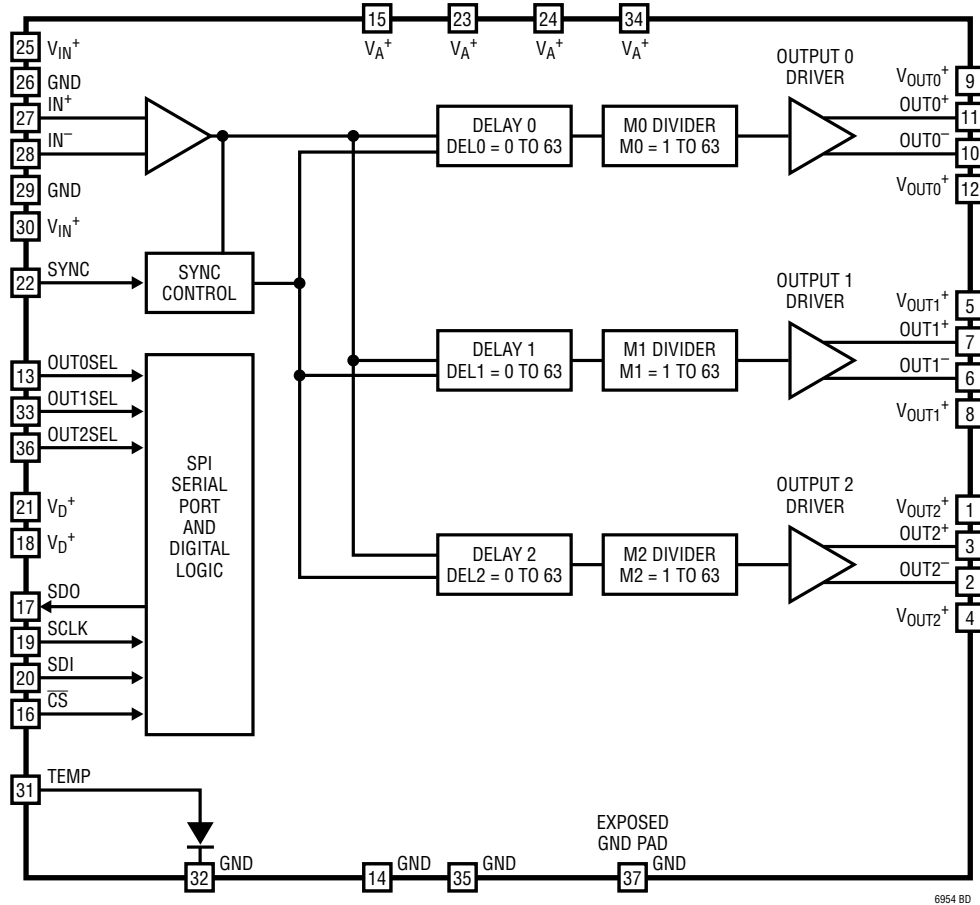 15 23 24 34
V_A^+ V_A^+ V_A^+ V_A^+
25 V_IN^+
26 GND
27 IN^+
28 IN^–
29 GND
30 V_IN^+
22 SYNC
SYNC
CONTROL
13 OUT0SEL
33 OUT1SEL
36 OUT2SEL
21 V_D^+
18 V_D^+
17 SDO
19 SCLK
20 SDI
16 C̅S̅
SPI
SERIAL
PORT
AND
DIGITAL
LOGIC
31 TEMP
DELAY 0
DEL0 = 0 TO 63
M0 DIVIDER
M0 = 1 TO 63
OUTPUT 0
DRIVER
V_OUT0^+ 9
OUT0^+ 11
OUT0^– 10
V_OUT0^+ 12
DELAY 1
DEL1 = 0 TO 63
M1 DIVIDER
M1 = 1 TO 63
OUTPUT 1
DRIVER
V_OUT1^+ 5
OUT1^+ 7
OUT1^– 6
V_OUT1^+ 8
DELAY 2
DEL2 = 0 TO 63
M2 DIVIDER
M2 = 1 TO 63
OUTPUT 2
DRIVER
V_OUT2^+ 1
OUT2^+ 3
OUT2^– 2
V_OUT2^+ 4
32 GND
14 GND
35 GND
EXPOSED
GND PAD
37 GND
6954 BD